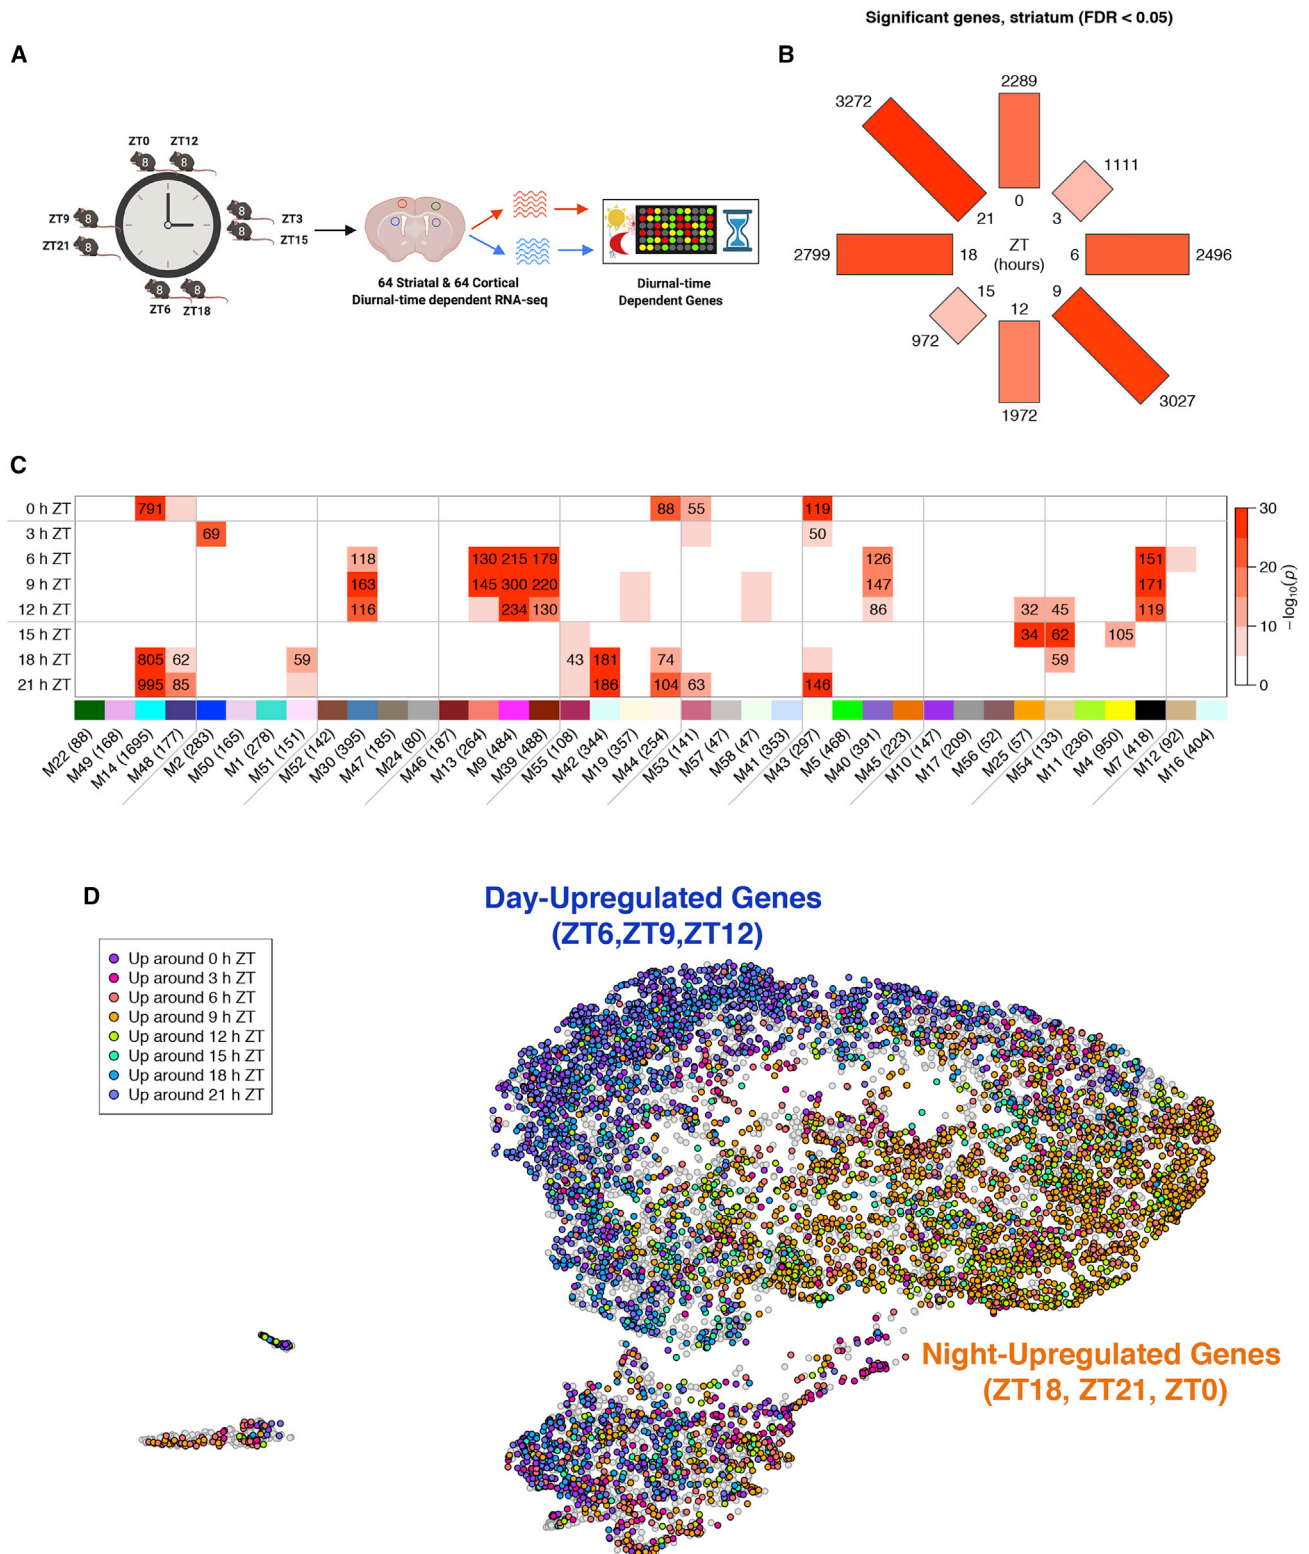 Significant genes, striatum (FDR < 0.05)
A
B
ZT0
ZT12
8
8
ZT9
8
8
ZT3
ZT21
8
8
ZT15
8
8
ZT6
ZT18
64 Striatal & 64 Cortical
Diurnal-time dependent RNA-seq
Diurnal-time
Dependent Genes
2289
3272
1111
0
21
3
2799
18
ZT
(hours)
6
2496
15
9
12
972
3027
1972
C
0 h ZT
791
88
55
119
3 h ZT
69
50
6 h ZT
118
130
215
179
126
151
9 h ZT
163
145
300
220
147
171
12 h ZT
116
234
130
86
32
45
119
15 h ZT
34
62
105
18 h ZT
805
62
59
43
181
74
59
21 h ZT
995
85
186
104
63
146
30
20
10
0
−log10(p)
M22 (88)
M49 (168)
M14 (1695)
M48 (177)
M2 (283)
M50 (165)
M1 (278)
M51 (151)
M52 (142)
M30 (395)
M47 (185)
M24 (80)
M46 (187)
M13 (264)
M9 (484)
M39 (488)
M55 (108)
M42 (344)
M19 (357)
M44 (254)
M53 (141)
M57 (47)
M58 (47)
M41 (353)
M43 (297)
M5 (468)
M40 (391)
M45 (223)
M10 (147)
M17 (209)
M56 (52)
M25 (57)
M54 (133)
M11 (236)
M4 (950)
M7 (418)
M12 (92)
M16 (404)
D
Day-Upregulated Genes
(ZT6,ZT9,ZT12)
Up around 0 h ZT
Up around 3 h ZT
Up around 6 h ZT
Up around 9 h ZT
Up around 12 h ZT
Up around 15 h ZT
Up around 18 h ZT
Up around 21 h ZT
Night-Upregulated Genes
(ZT18, ZT21, ZT0)